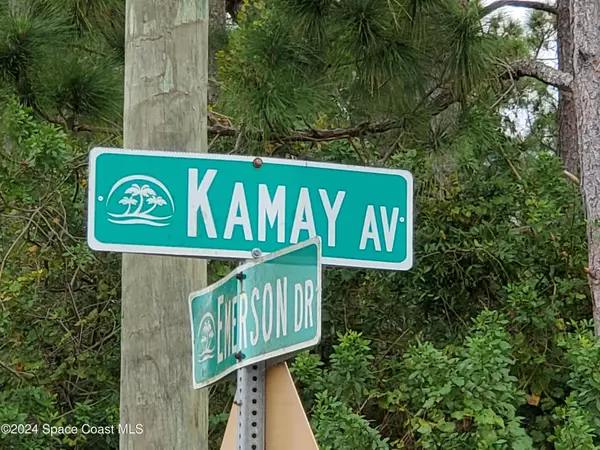 KAMAY AV
EMERSON DR
©2024 Space Coast MLS